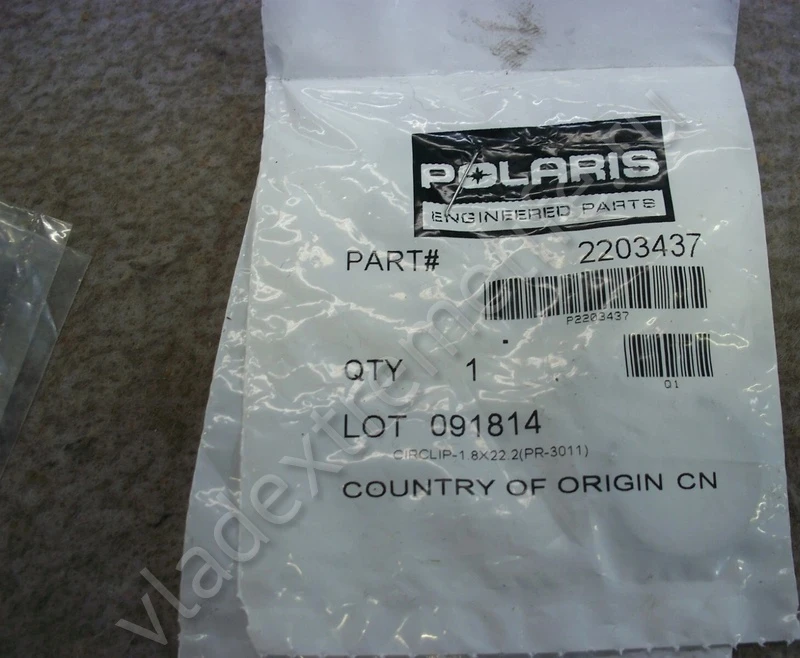 POLARIS
ENGINEERED PARTS
PART# 2203437
P2203437
QTY 1
01
LOT 091814
CIRCLIP-1.8X22.2(PR-3011)
COUNTRY OF ORIGIN CN
vladextreme